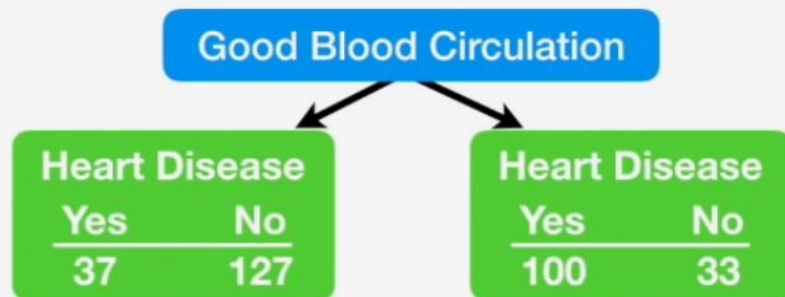 Good Blood Circulation
Heart Disease
Yes No
37 127
Heart Disease
Yes No
100 33